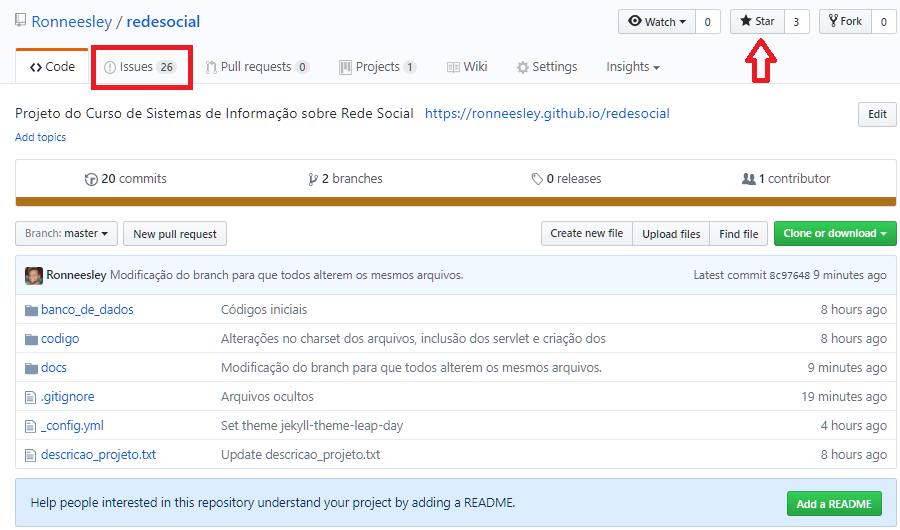 Ronneesley / redesocial
Watch 0 Star 3 Fork 0
Code Issues 26 Pull requests 0 Projects 1 Wiki Settings Insights
Projeto do Curso de Sistemas de Informação sobre Rede Social https://ronneesley.github.io/redesocial Edit
Add topics
20 commits 2 branches 0 releases 1 contributor
Branch: master New pull request Create new file Upload files Find file Clone or download
Ronneesley Modificação do branch para que todos alterem os mesmos arquivos. Latest commit 8c97648 9 minutes ago
banco_de_dados Códigos iniciais 8 hours ago
codigo Alterações no charset dos arquivos, inclusão dos servlet e criação dos 8 hours ago
docs Modificação do branch para que todos alterem os mesmos arquivos. 9 minutes ago
.gitignore Arquivos ocultos 19 minutes ago
_config.yml Set theme jekyll-theme-leap-day 4 hours ago
descricao_projeto.txt Update descricao_projeto.txt 8 hours ago
Help people interested in this repository understand your project by adding a README. Add a README